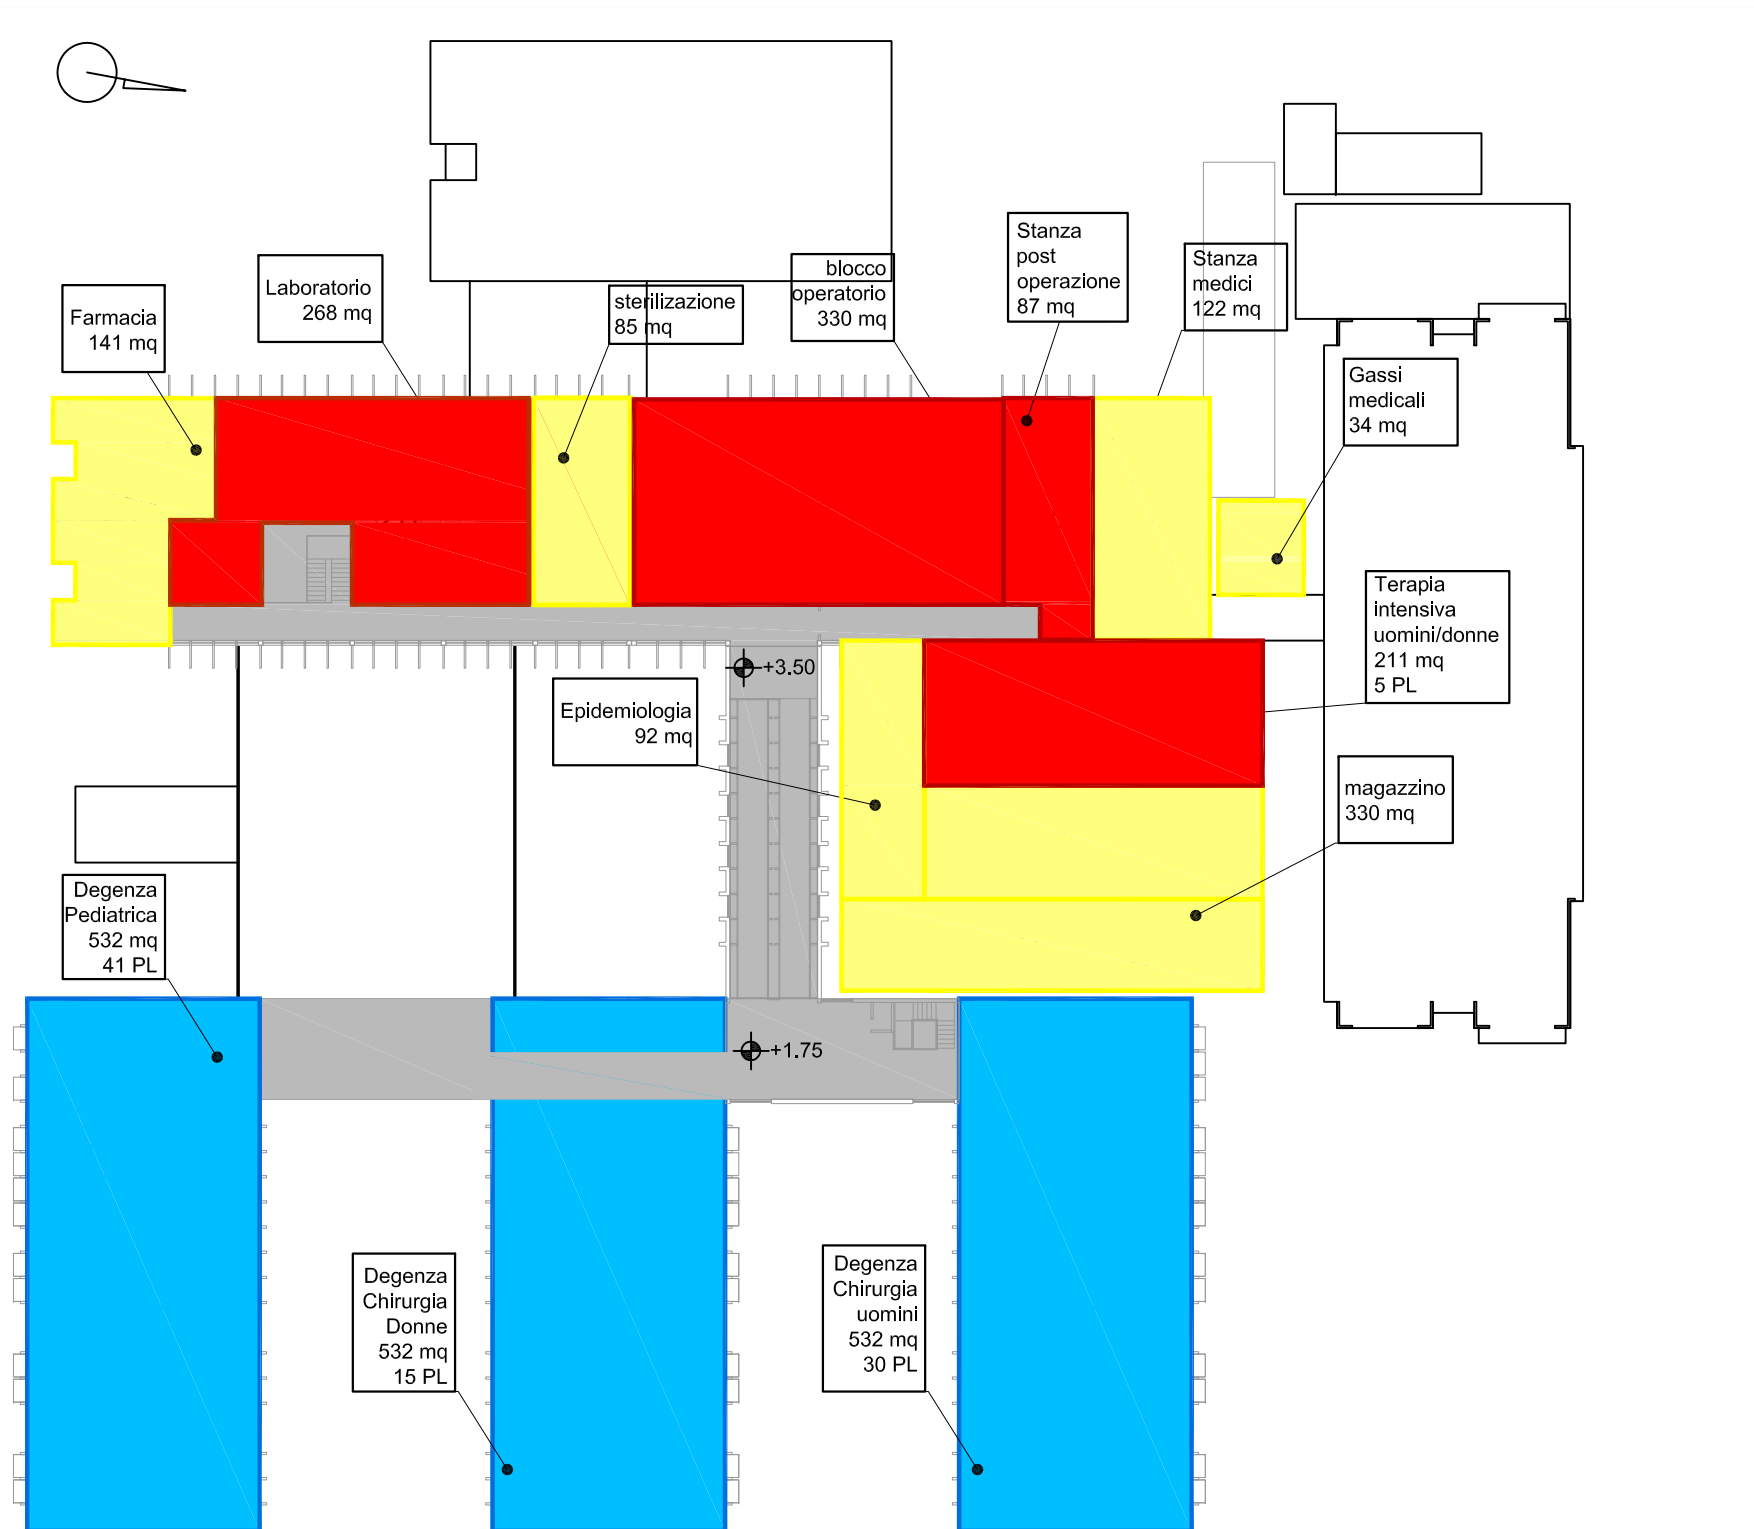 Stanza
post
operazione
87 mq
Stanza
medici
122 mq
blocco
operatorio
330 mq
Laboratorio
268 mq
sterilizazione
85 mq
Farmacia
141 mq
Gassi
medicali
34 mq
Terapia
intensiva
uomini/donne
211 mq
5 PL
+3.50
Epidemiologia
92 mq
magazzino
330 mq
Degenza
Pediatrica
532 mq
41 PL
+1.75
Degenza
Chirurgia
Donne
532 mq
15 PL
Degenza
Chirurgia
uomini
532 mq
30 PL